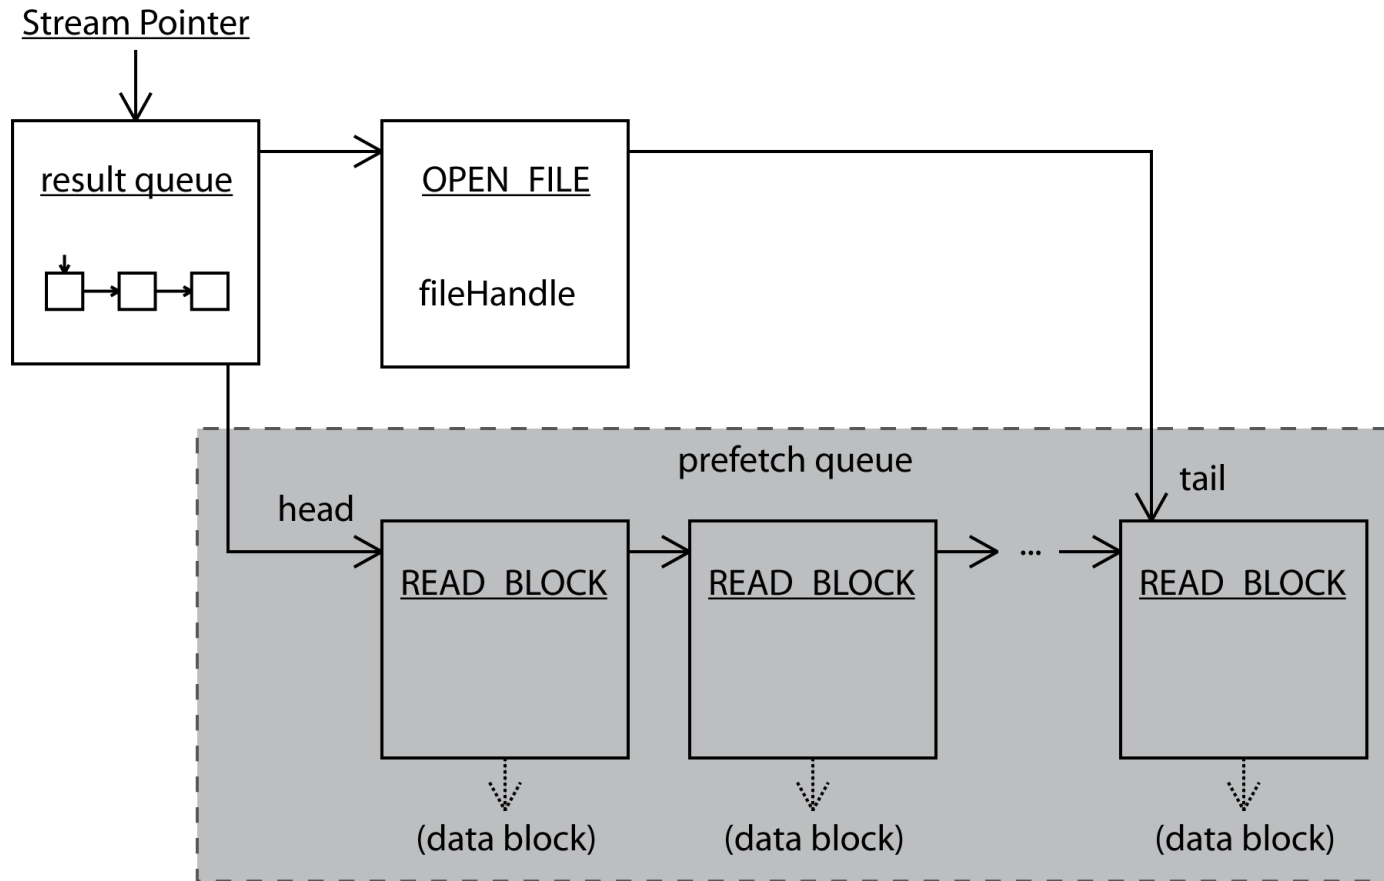 Stream Pointer
result queue
OPEN_FILE
fileHandle
prefetch queue
head
tail
READ_BLOCK
READ_BLOCK
...
READ_BLOCK
(data block)
(data block)
(data block)